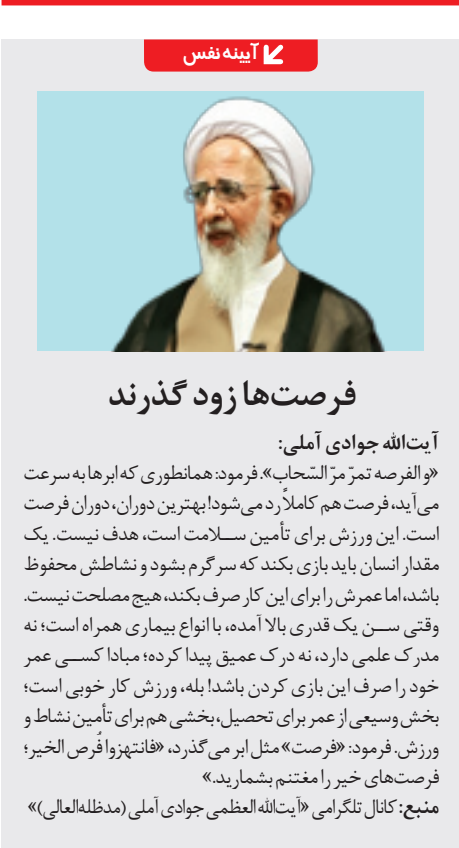 آیینه نفس
فرصت‌ها زود گذرند
آیت‌الله جوادی آملی:
«و الفرصه تمرّ مرّ السّحاب». فرمود: همانطوری که ابرها به سرعت
می‌آید، فرصت هم کاملاً رد می‌شود! بهترین دوران، دوران فرصت
است. این ورزش برای تأمین سلامت است، هدف نیست. یک
مقدار انسان باید بازی بکند که سرگرم بشود و نشاطش محفوظ
باشد، اما عمرش را برای این کار صرف بکند، هیچ مصلحت نیست.
وقتی سن یک قدری بالا آمده، با انواع بیماری همراه است؛ نه
مدرک علمی دارد، نه درک عمیق پیدا کرده؛ مبادا کسی عمر
خود را صرف این بازی کردن باشد! بله، ورزش کار خوبی است؛
بخش وسیعی از عمر برای تحصیل، بخشی هم برای تأمین نشاط و
ورزش. فرمود: «فرصت» مثل ابر می‌گذرد، «فانتهزوا فُرص الخیر؛
فرصت‌های خیر را مغتنم بشمارید.»
منبع: کانال تلگرامی «آیت‌الله العظمی جوادی آملی (مدظله‌العالی)»